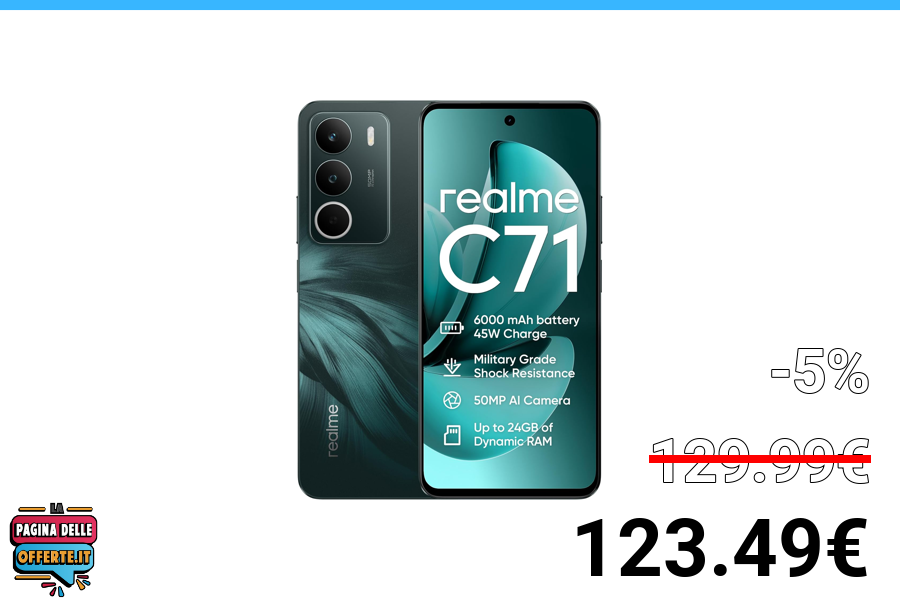 realme
C71
6000 mAh battery
45W Charge
Military Grade
Shock Resistance
50MP AI Camera
Up to 24GB of
Dynamic RAM
realme
-5%
129.99€
123.49€
LA
PAGINA DELLE
OFFERTE.IT